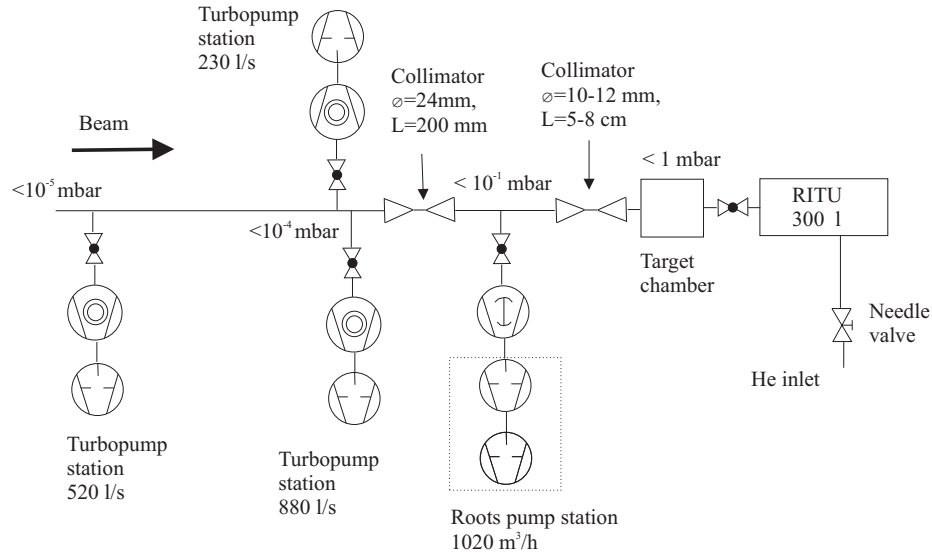 Turbopump
station
230 l/s
Collimator
⌀=24mm,
L=200 mm
Collimator
⌀=10-12 mm,
L=5-8 cm
Beam
<10⁻⁵ mbar
<10⁻⁴ mbar
< 10⁻¹ mbar
< 1 mbar
RITU
300 l
Target
chamber
Needle
valve
He inlet
Turbopump
station
520 l/s
Turbopump
station
880 l/s
Roots pump station
1020 m³/h